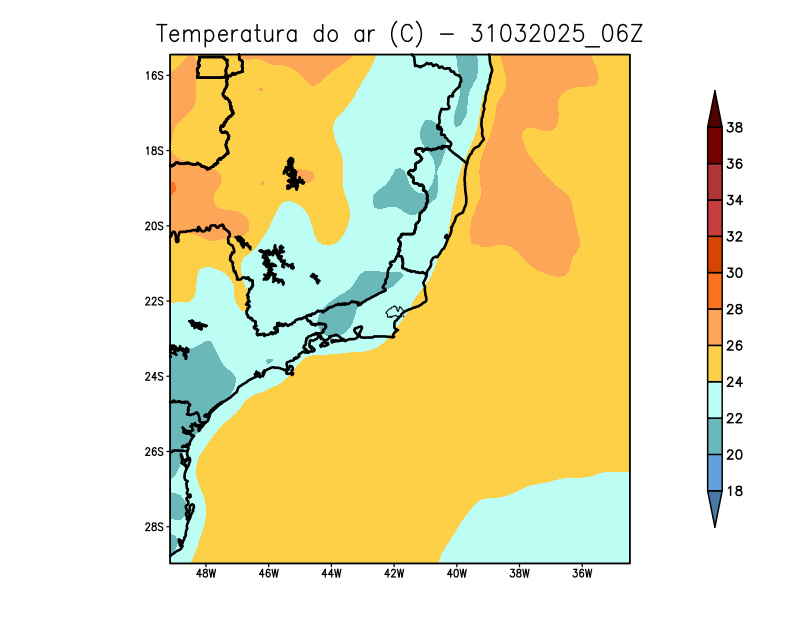 Temperatura do ar (C) – 31032025_06Z
16S
18S
20S
22S
24S
26S
28S
48W 46W 44W 42W 40W 38W 36W
38
36
34
32
30
28
26
24
22
20
18